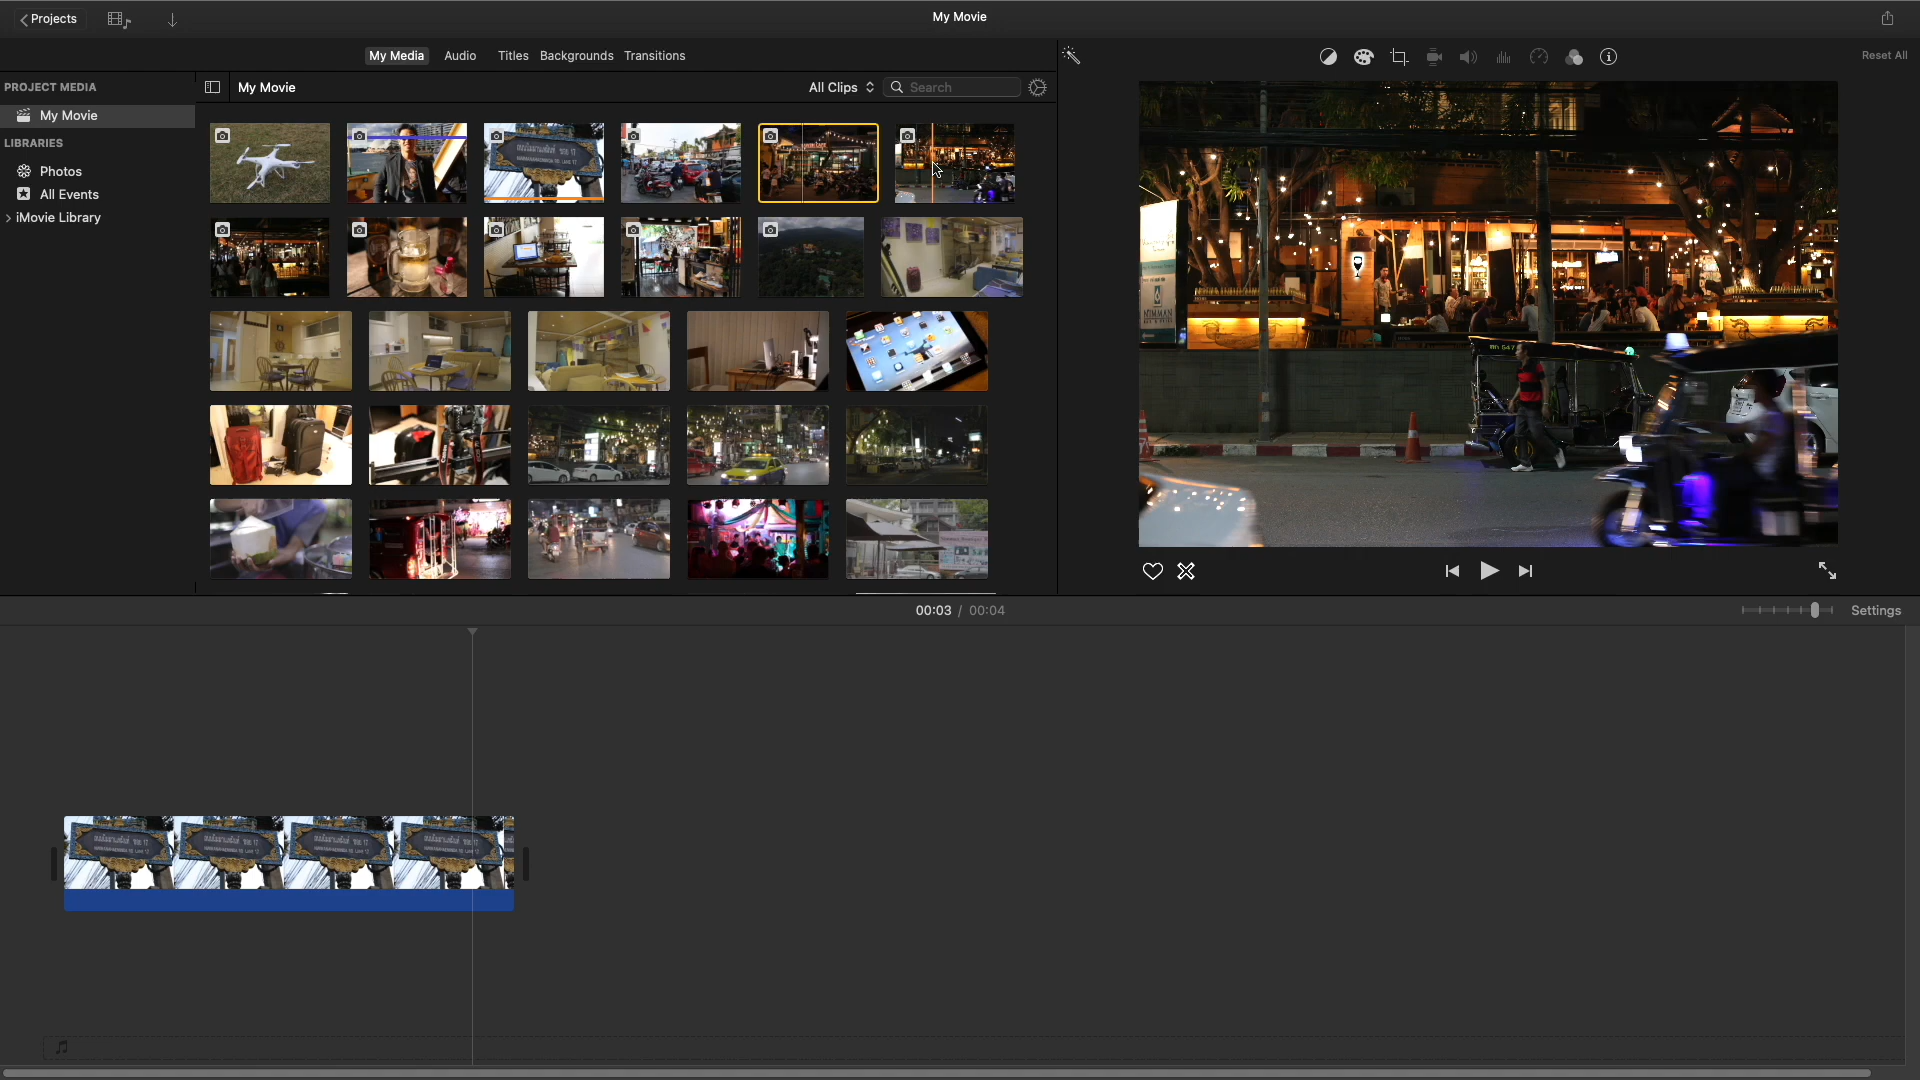 Projects
My Movie
My Media
Audio
Titles
Backgrounds
Transitions
Reset All
PROJECT MEDIA
My Movie
LIBRARIES
Photos
All Events
iMovie Library
My Movie
All Clips
Search
NIMMAN
00:03 / 00:04
Settings